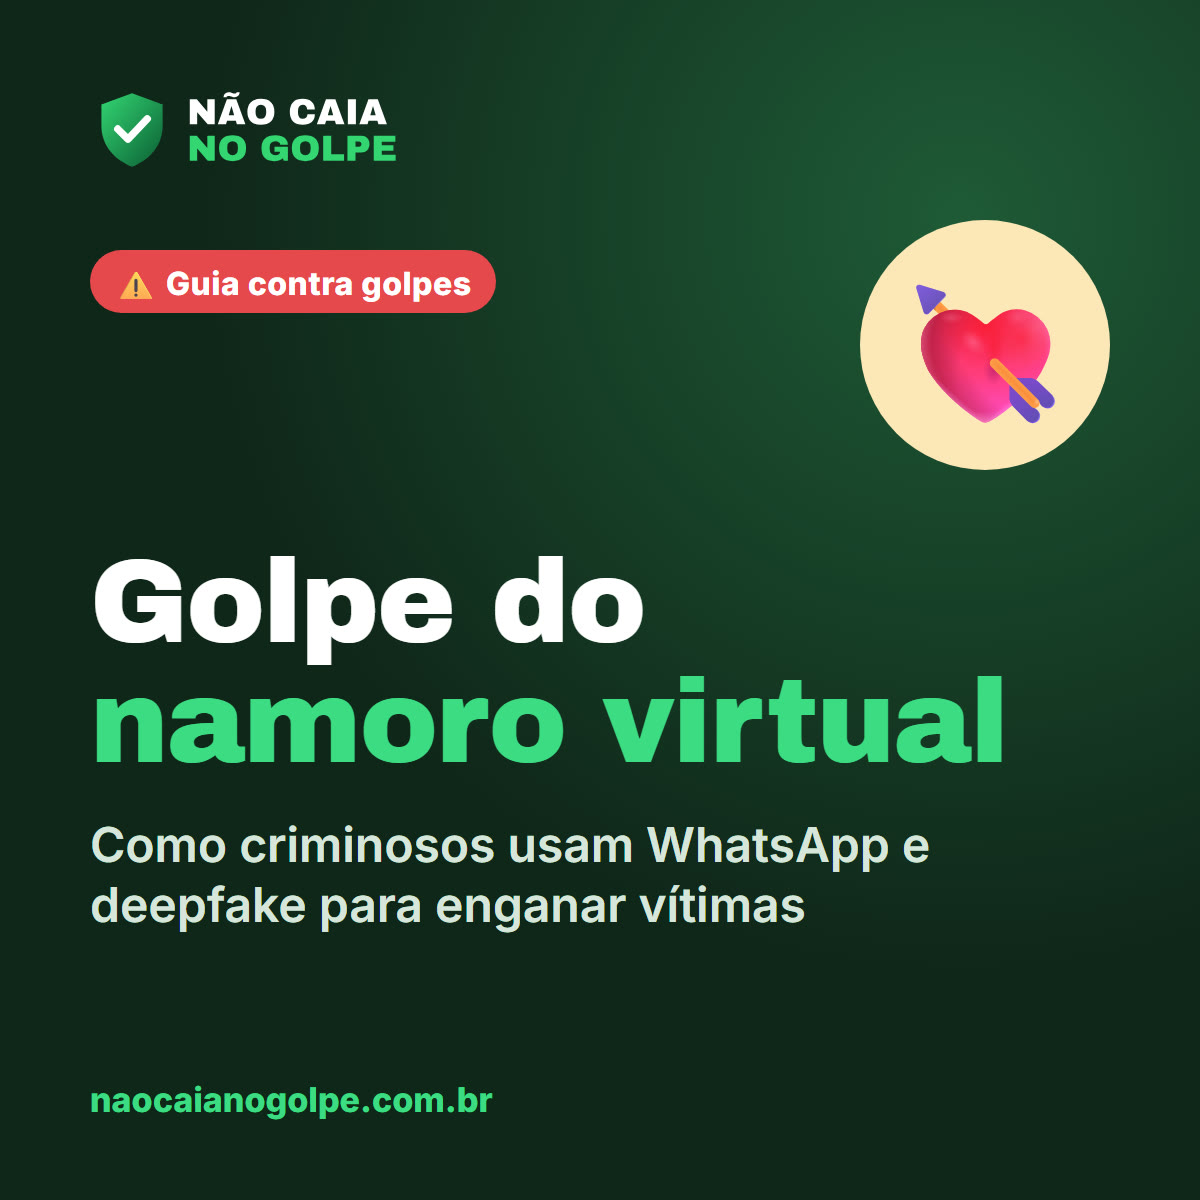 NÃO CAIA
NO GOLPE
Guia contra golpes
Golpe do
namoro virtual
Como criminosos usam WhatsApp e
deepfake para enganar vítimas
naocaianogolpe.com.br